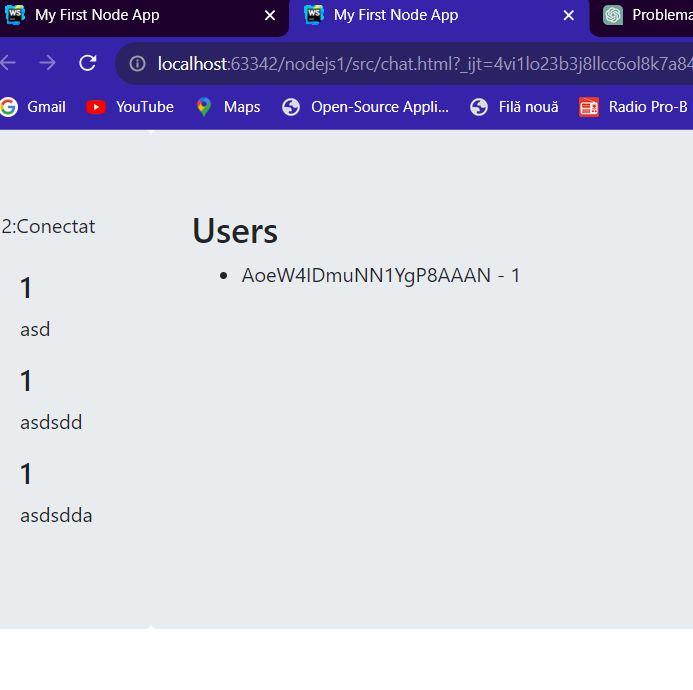 My First Node App
My First Node App
Problema
localhost:63342/nodejs1/src/chat.html?_ijt=4vi1lo23b3j8llcc6ol8k7a84
Gmail
YouTube
Maps
Open-Source Appli...
Filă nouă
Radio Pro-B
2:Conectat
1
asd
1
asdsdd
1
asdsdda
Users
AoeW4IDmuNN1YgP8AAAN - 1